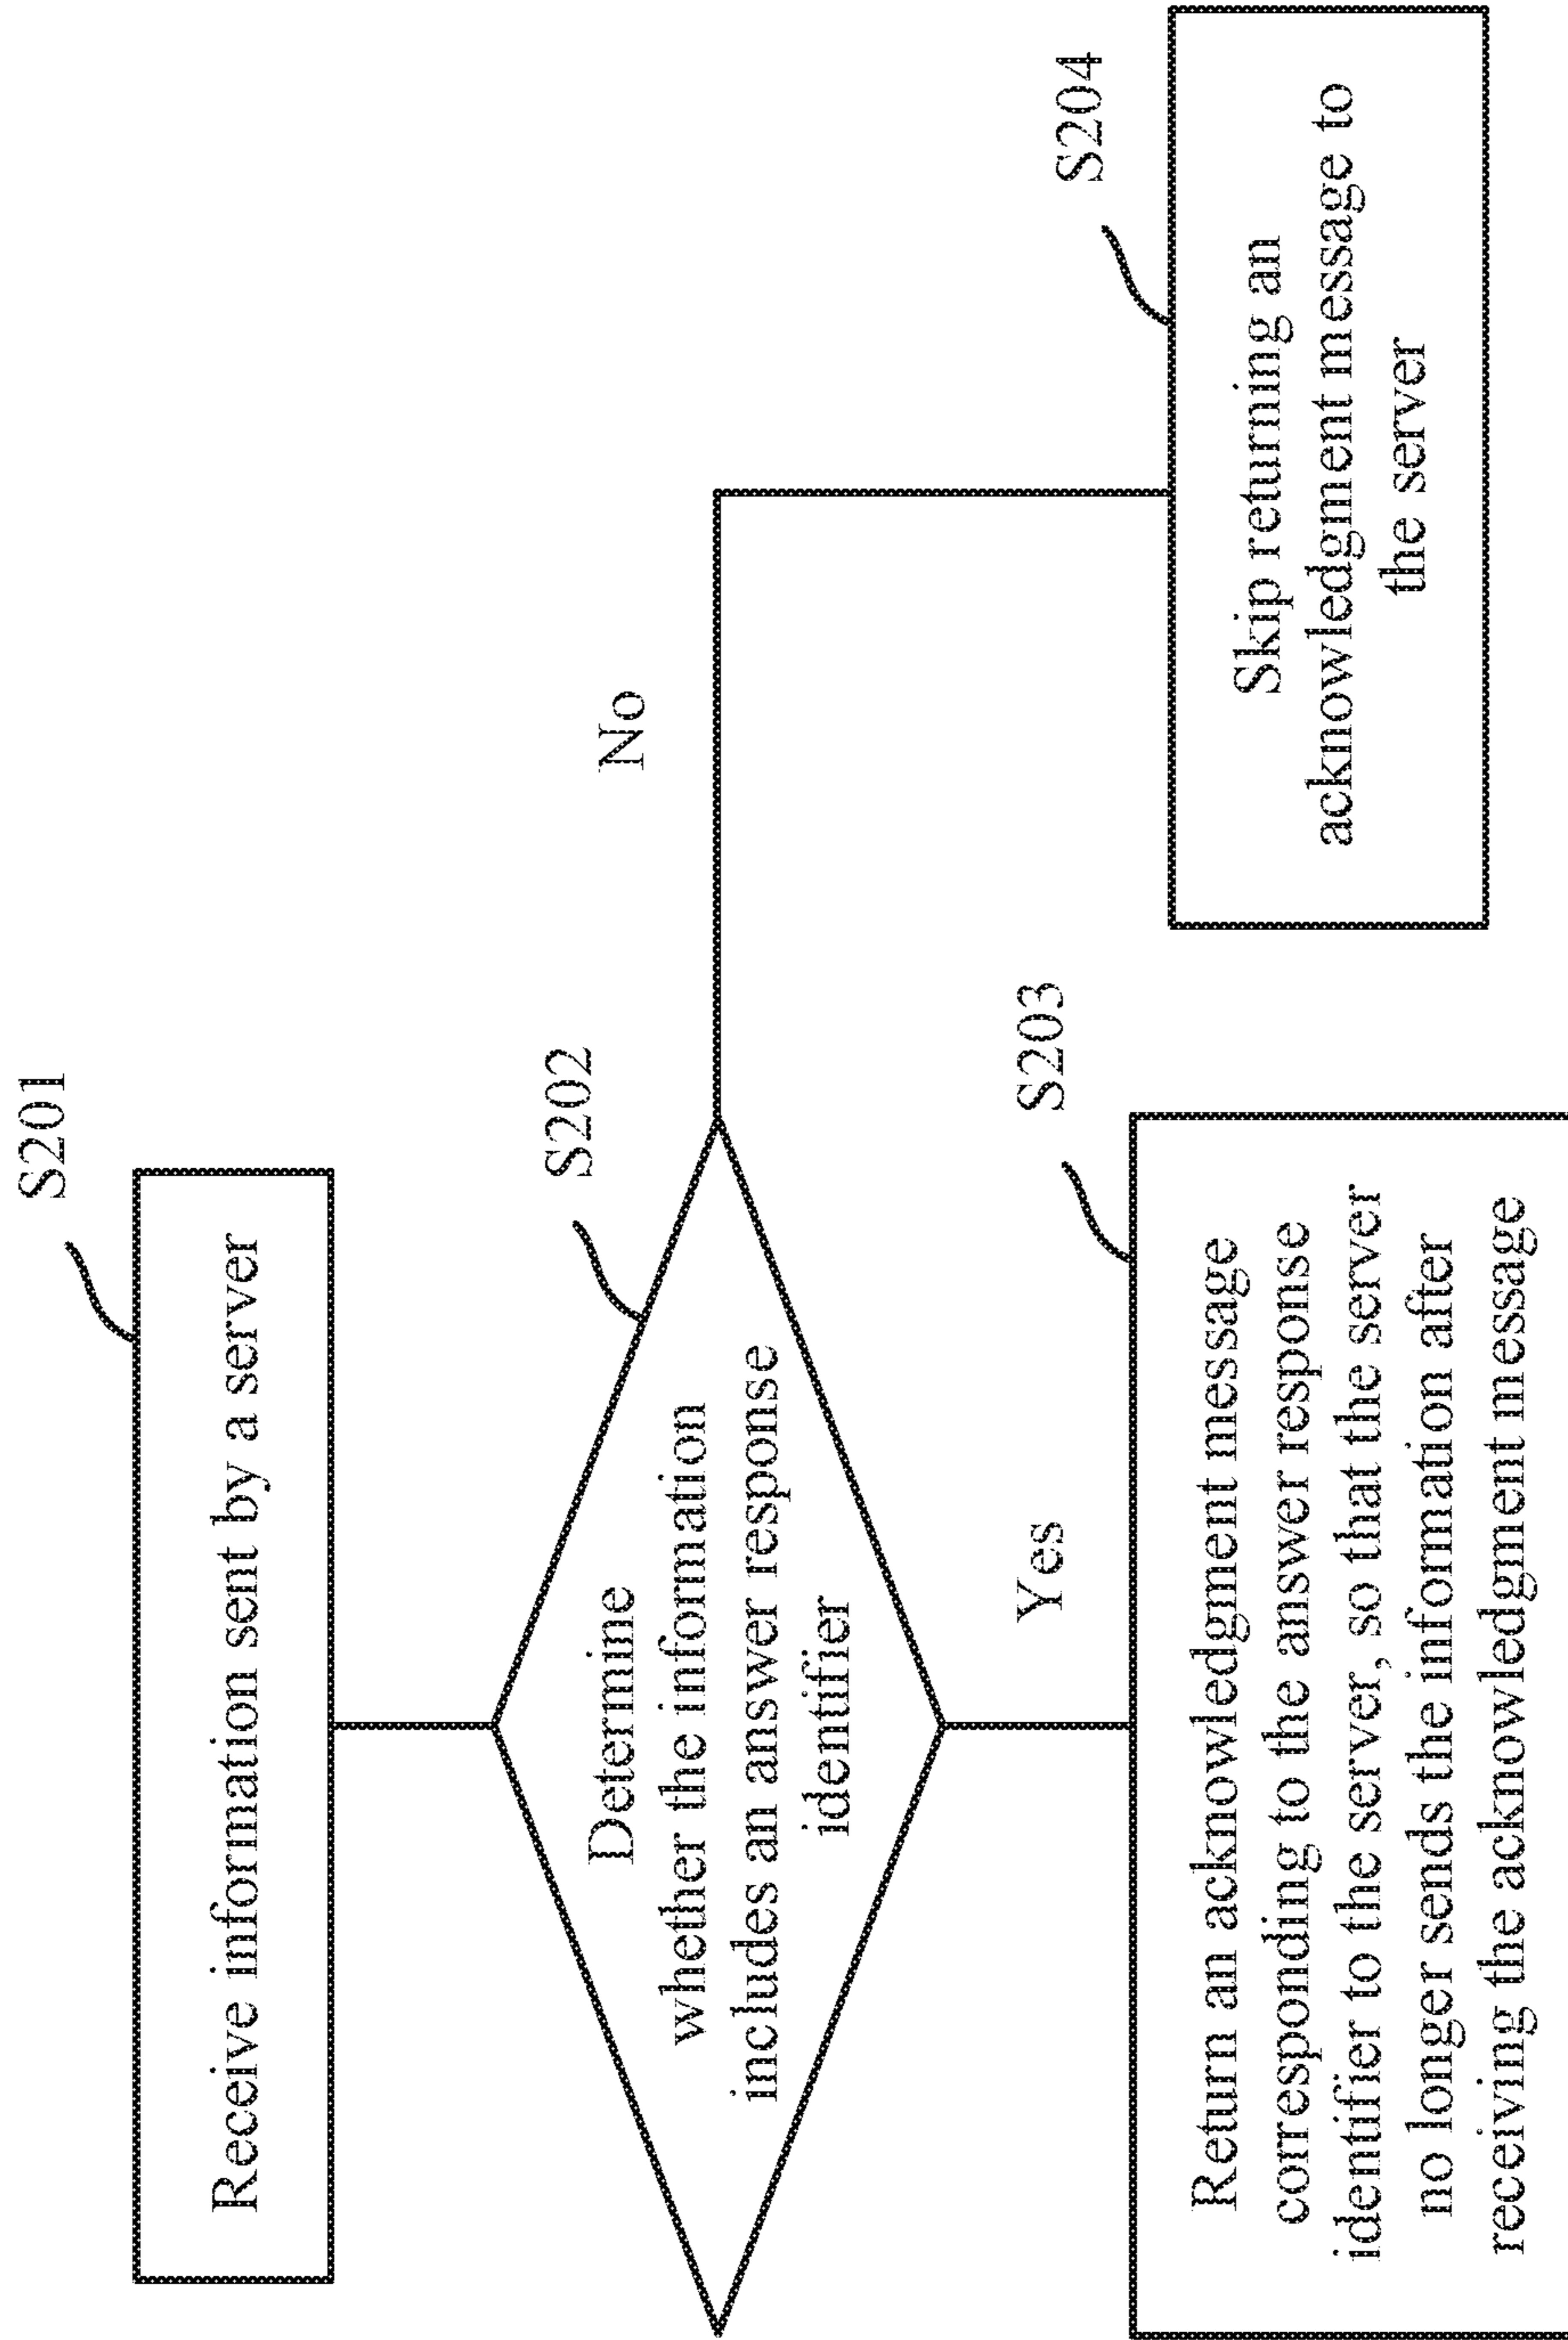 S201
Receive information sent by a server
S202
Determine
whether the information
includes an answer response
identifier
No
Yes
S203
Return an acknowledgment message
corresponding to the answer response
identifier to the server, so that the server
no longer sends the information after
receiving the acknowledgment message
S204
Skip returning an
acknowledgment message to
the server